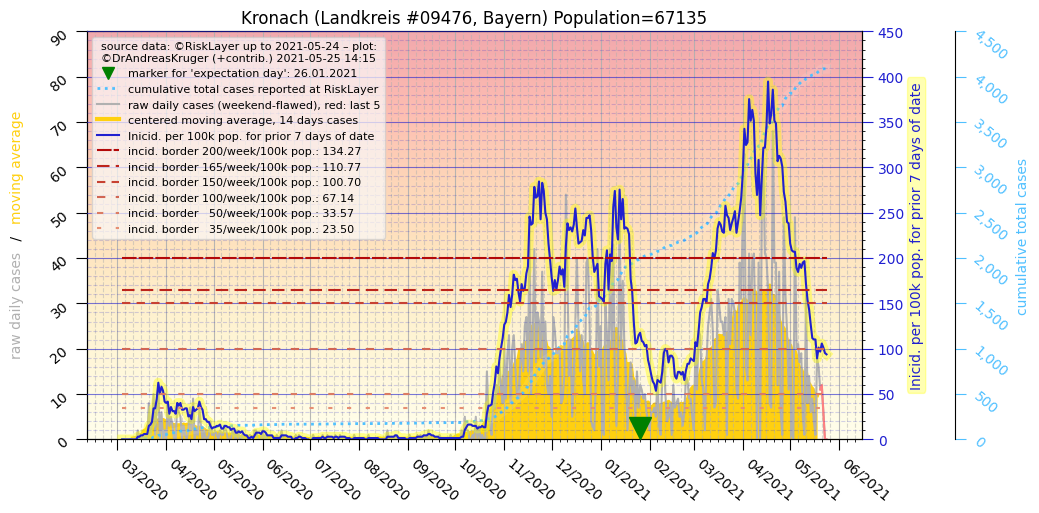 Kronach (Landkreis #09476, Bayern) Population=67135
source data: ©RiskLayer up to 2021-05-24 – plot:
©DrAndreasKruger (+contrib.) 2021-05-25 14:15
marker for 'expectation day': 26.01.2021
cumulative total cases reported at RiskLayer
raw daily cases (weekend-flawed), red: last 5
centered moving average, 14 days cases
Inicid. per 100k pop. for prior 7 days of date
incid. border 200/week/100k pop.: 134.27
incid. border 165/week/100k pop.: 110.77
incid. border 150/week/100k pop.: 100.70
incid. border 100/week/100k pop.: 67.14
incid. border   50/week/100k pop.: 33.57
incid. border   35/week/100k pop.: 23.50
raw daily cases / moving average
90
80
70
60
50
40
30
20
10
0
03/2020
04/2020
05/2020
06/2020
07/2020
08/2020
09/2020
10/2020
11/2020
12/2020
01/2021
02/2021
03/2021
04/2021
05/2021
06/2021
450
400
350
300
250
200
150
100
50
0
Inicid. per 100k pop. for prior 7 days of date
4,500
4,000
3,500
3,000
2,500
2,000
1,500
1,000
500
0
cumulative total cases